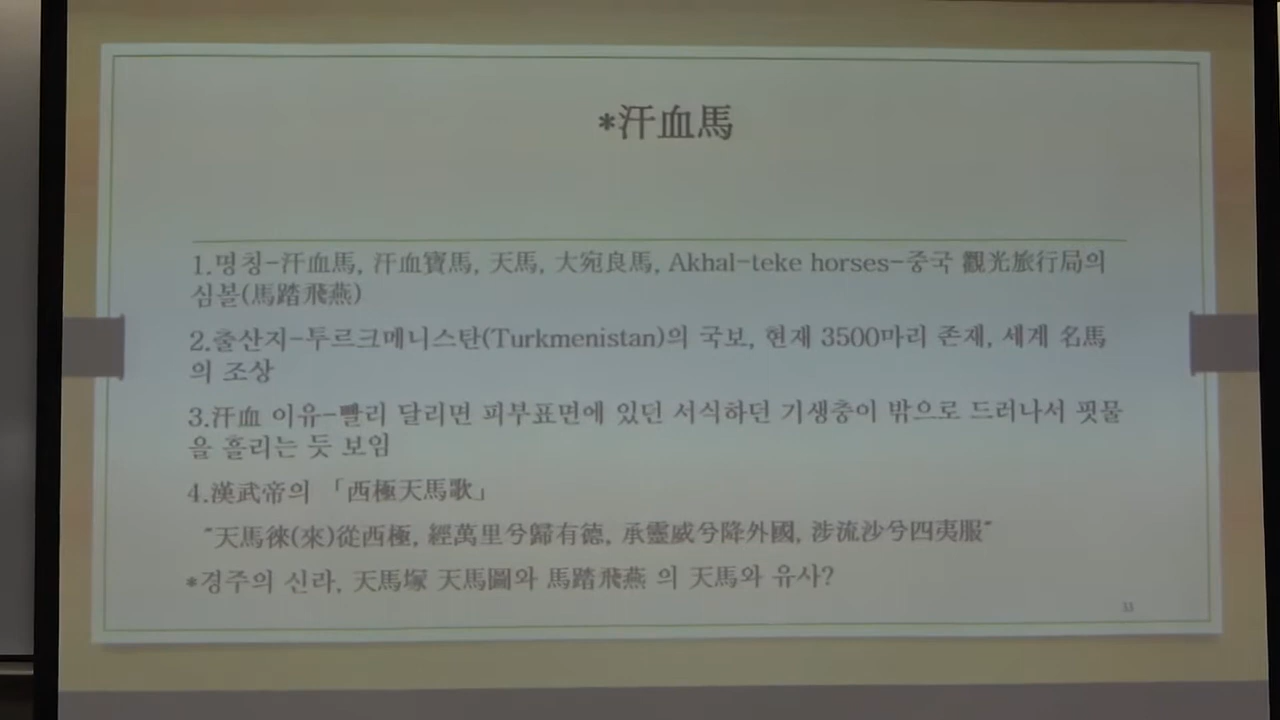 *汗血馬
1.명칭-汗血馬, 汗血寶馬, 天馬, 大宛良馬, Akhal-teke horses-중국 觀光旅行局의
심볼(馬踏飛燕)
2.출산지-투르크메니스탄(Turkmenistan)의 국보, 현재 3500마리 존재, 세계 名馬
의 조상
3.汗血 이유-빨리 달리면 피부표면에 있던 서식하던 기생충이 밖으로 드러나서 핏물
을 흘리는 듯 보임
4.漢武帝의 「西極天馬歌」
"天馬徠(來)從西極, 經萬里兮歸有德, 承靈威兮降外國, 涉流沙兮四夷服"
*경주의 신라, 天馬塚 天馬圖와 馬踏飛燕 의 天馬와 유사?
33